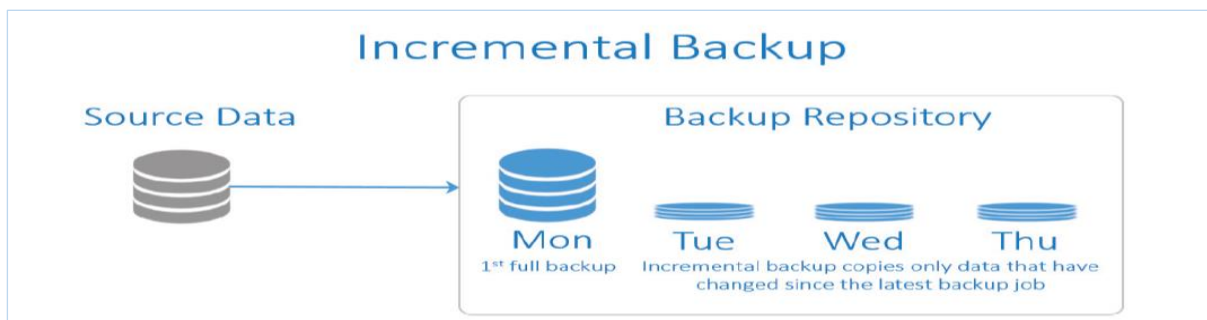 Incremental Backup
Source Data
Backup Repository
Mon
Tue
Wed
Thu
1st full backup
Incremental backup copies only data that have
changed since the latest backup job